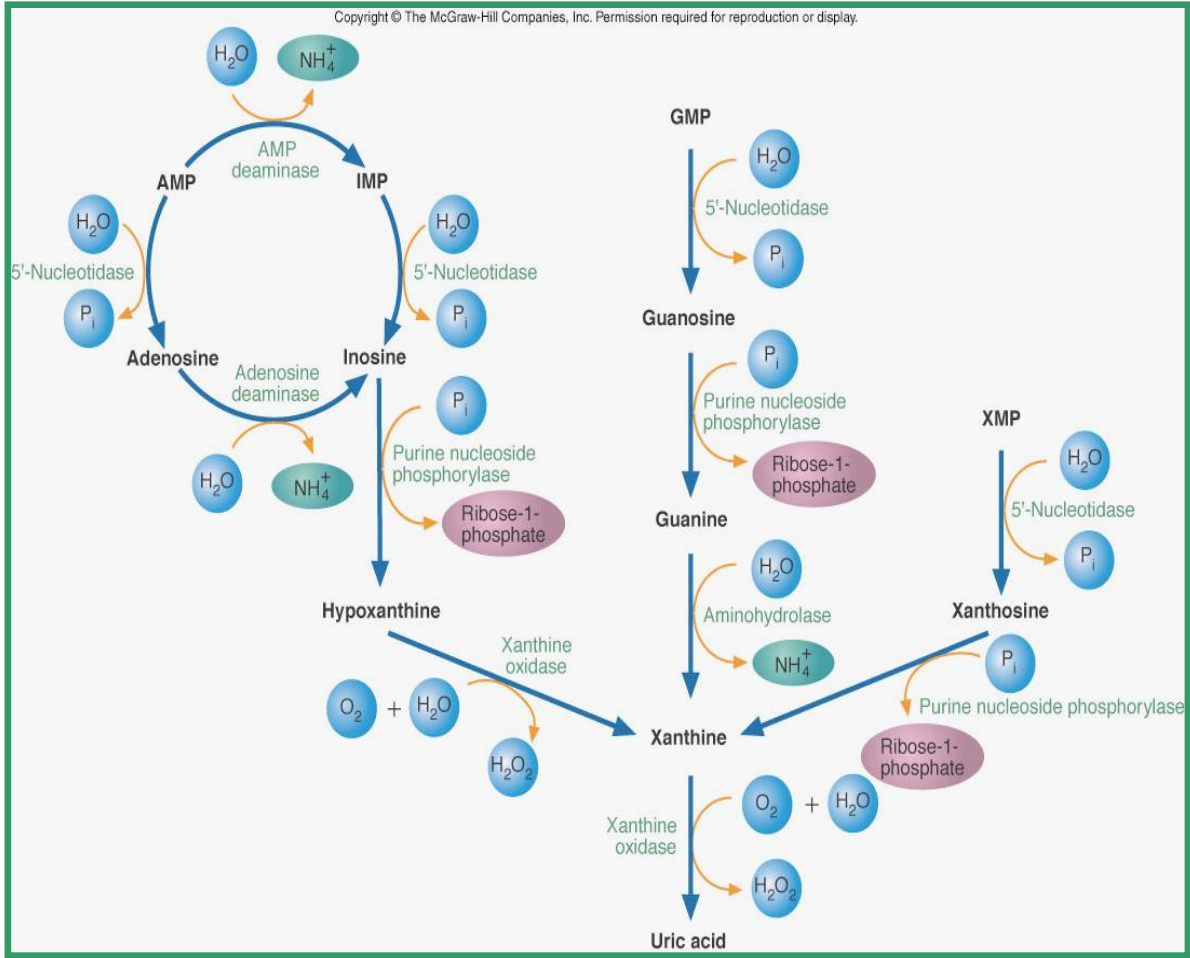 Copyright © The McGraw-Hill Companies, Inc. Permission required for reproduction or display.
H₂O
NH₄⁺
AMP
deaminase
AMP
IMP
H₂O
5'-Nucleotidase
Pᵢ
H₂O
5'-Nucleotidase
Pᵢ
Adenosine
Inosine
Adenosine
deaminase
H₂O
NH₄⁺
Pᵢ
Purine nucleoside
phosphorylase
Ribose-1-
phosphate
Hypoxanthine
Xanthine
oxidase
O₂ + H₂O
H₂O₂
GMP
H₂O
5'-Nucleotidase
Pᵢ
Guanosine
Pᵢ
Purine nucleoside
phosphorylase
Ribose-1-
phosphate
Guanine
H₂O
Aminohydrolase
NH₄⁺
XMP
H₂O
5'-Nucleotidase
Pᵢ
Xanthosine
Pᵢ
Purine nucleoside phosphorylase
Ribose-1-
phosphate
Xanthine
O₂ + H₂O
Xanthine
oxidase
H₂O₂
Uric acid